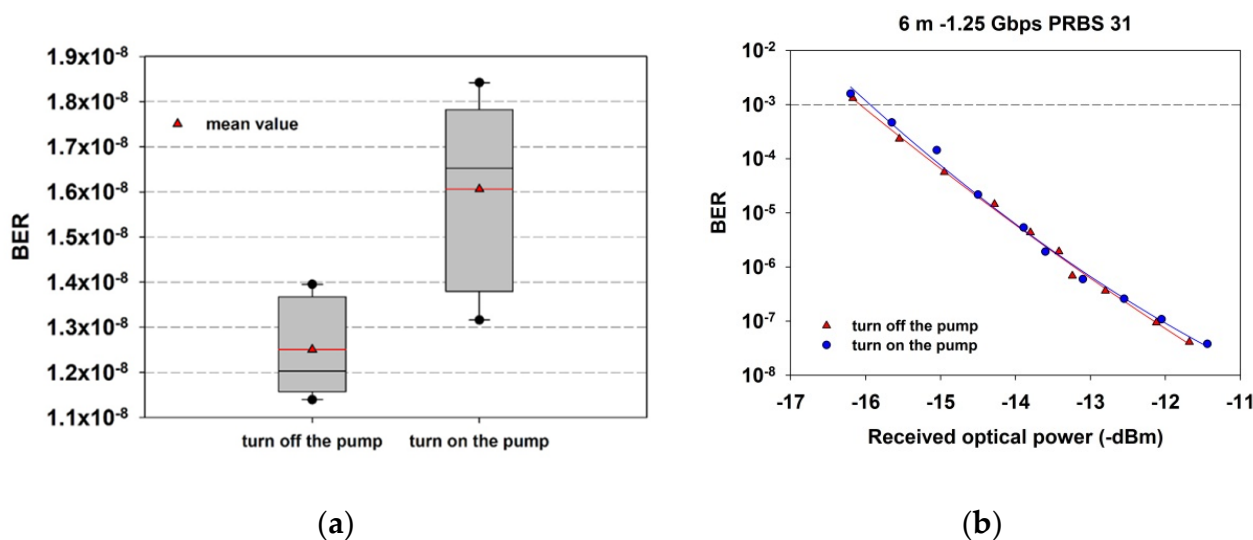 1.9x10-8
1.8x10-8
1.7x10-8
1.6x10-8
1.5x10-8
1.4x10-8
1.3x10-8
1.2x10-8
1.1x10-8
BER
mean value
turn off the pump
turn on the pump
(a)
6 m -1.25 Gbps PRBS 31
10-2
10-3
10-4
10-5
10-6
10-7
10-8
BER
turn off the pump
turn on the pump
-17 -16 -15 -14 -13 -12 -11
Received optical power (-dBm)
(b)